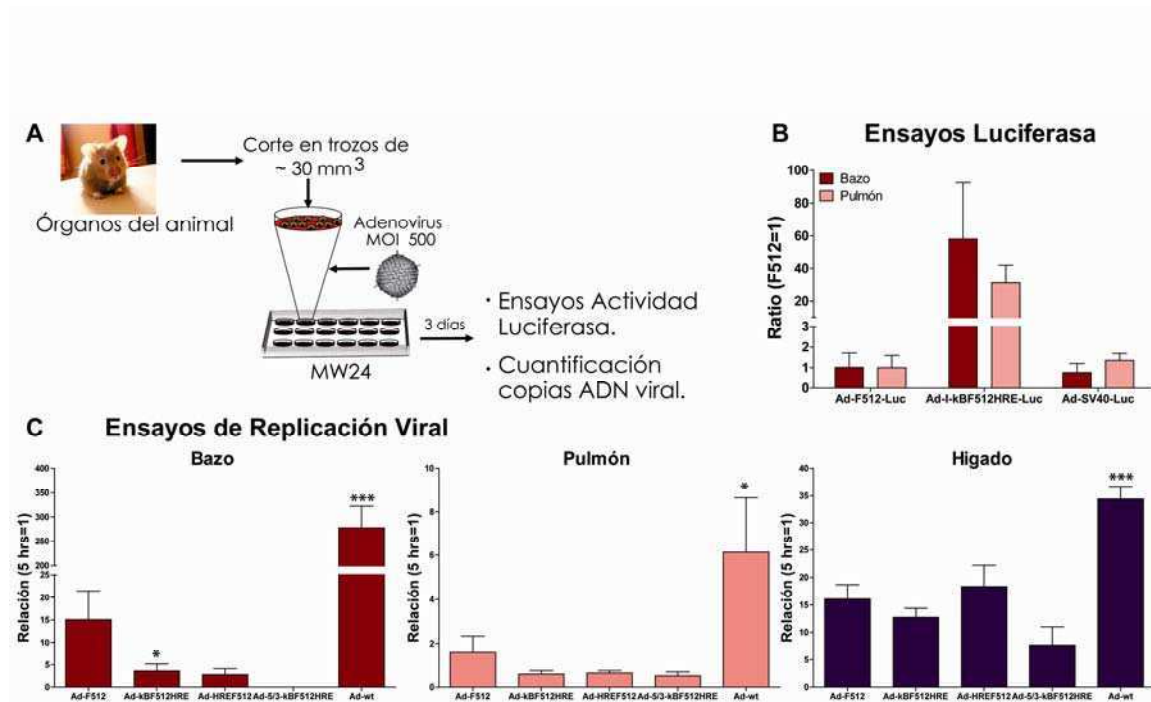 A
Corte en trozos de
~ 30 mm3
Órganos del animal
Adenovirus
MOI 500
3 días
MW24
· Ensayos Actividad
Luciferasa.
· Cuantificación
copias ADN viral.
B Ensayos Luciferasa
Ratio (F512=1)
100
80
60
40
20
3
2
1
0
Bazo
Pulmón
Ad-F512-Luc Ad-I-kBF512HRE-Luc Ad-SV40-Luc
C Ensayos de Replicación Viral
Bazo
Relación (5 hrs=1)
400
350
300
250
200
25
20
15
10
5
0
*
***
Ad-F512 Ad-kBF512HRE Ad-HREF512 Ad-5/3-kBF512HRE Ad-wt
Pulmón
Relación (5 hrs=1)
10
8
6
4
2
0
*
Ad-F512 Ad-kBF512HRE Ad-HREF512 Ad-5/3-kBF512HRE Ad-wt
Higado
Relación (5 hrs=1)
40
35
30
25
20
15
10
5
0
***
Ad-F512 Ad-kBF512HRE Ad-HREF512 Ad-5/3-kBF512HRE Ad-wt